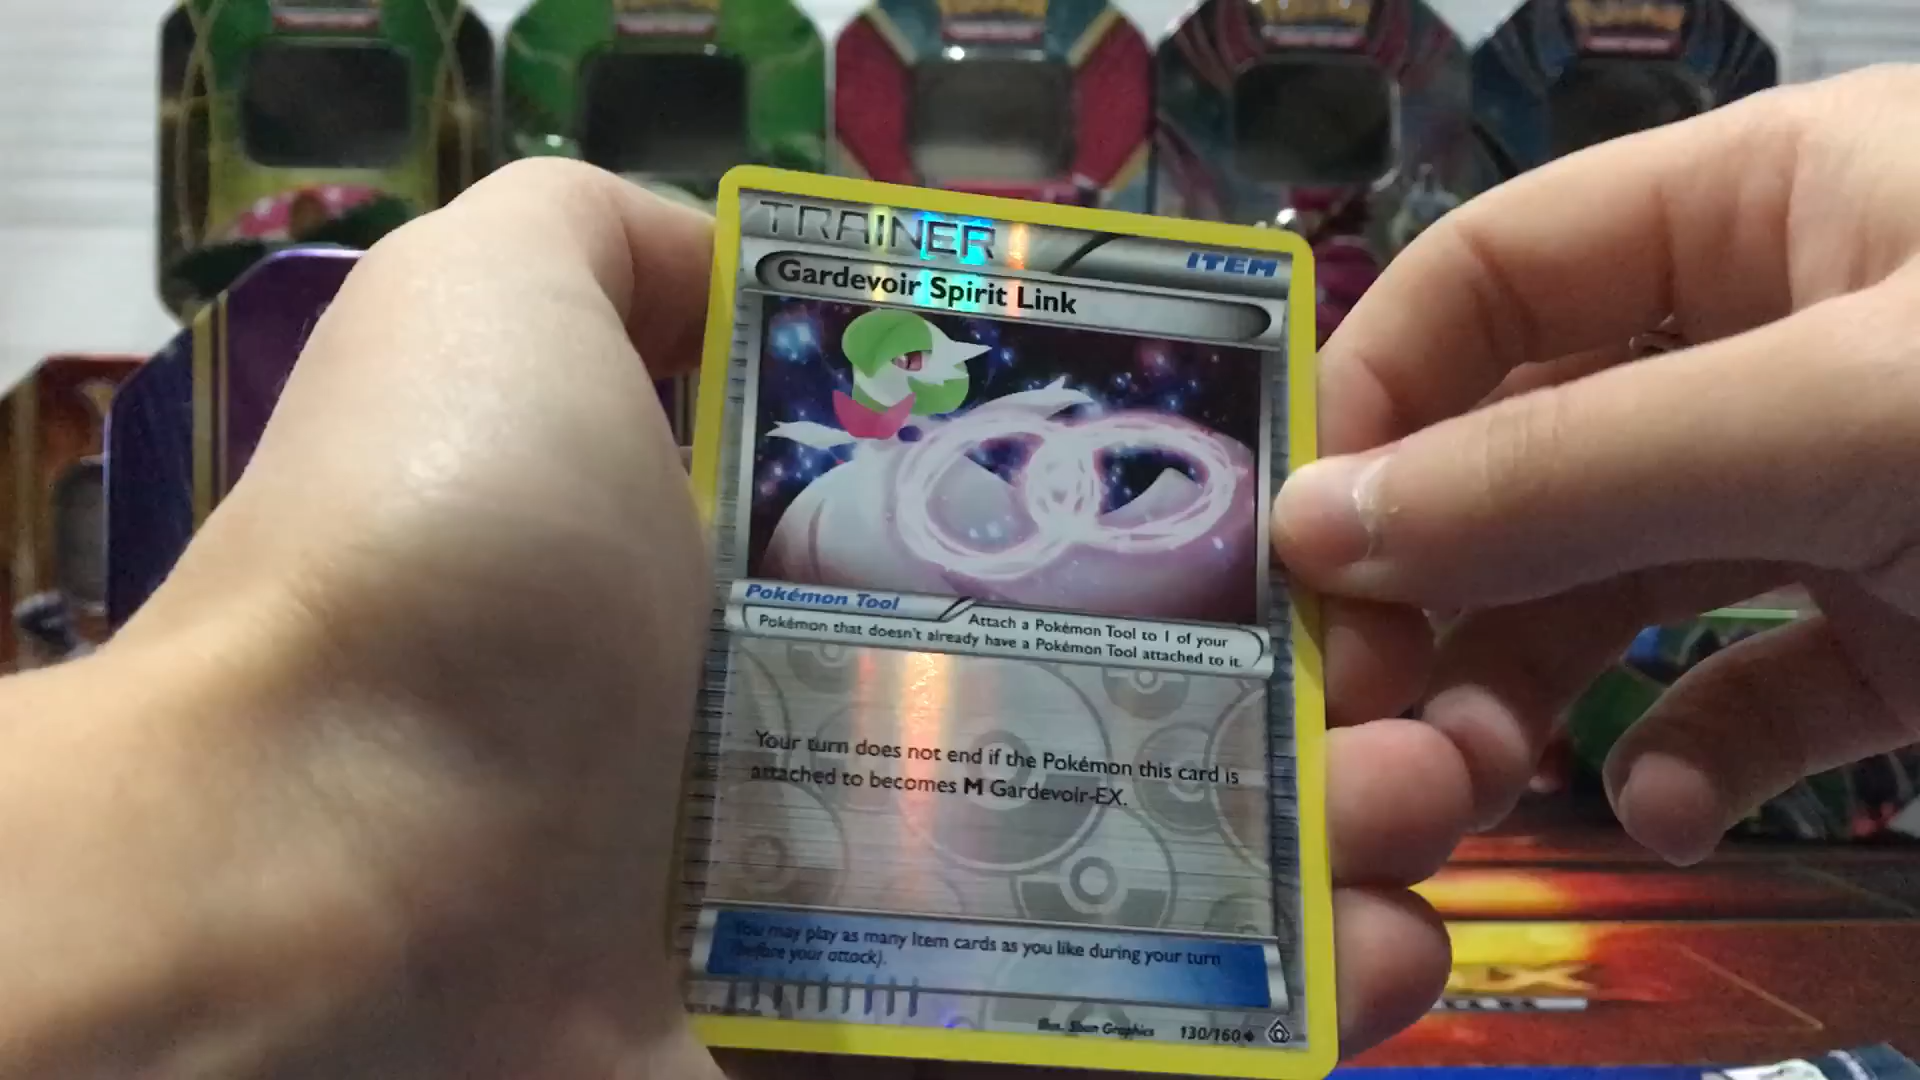 TRAINER
ITEM
Gardevoir Spirit Link
Pokémon Tool
Attach a Pokémon Tool to 1 of your
Pokémon that doesn't already have a Pokémon Tool attached to it.
Your turn does not end if the Pokémon this card is
attached to becomes M Gardevoir-EX.
You may play as many Item cards as you like during your turn
(before your attack).
Illus. 5ban Graphics 130/160